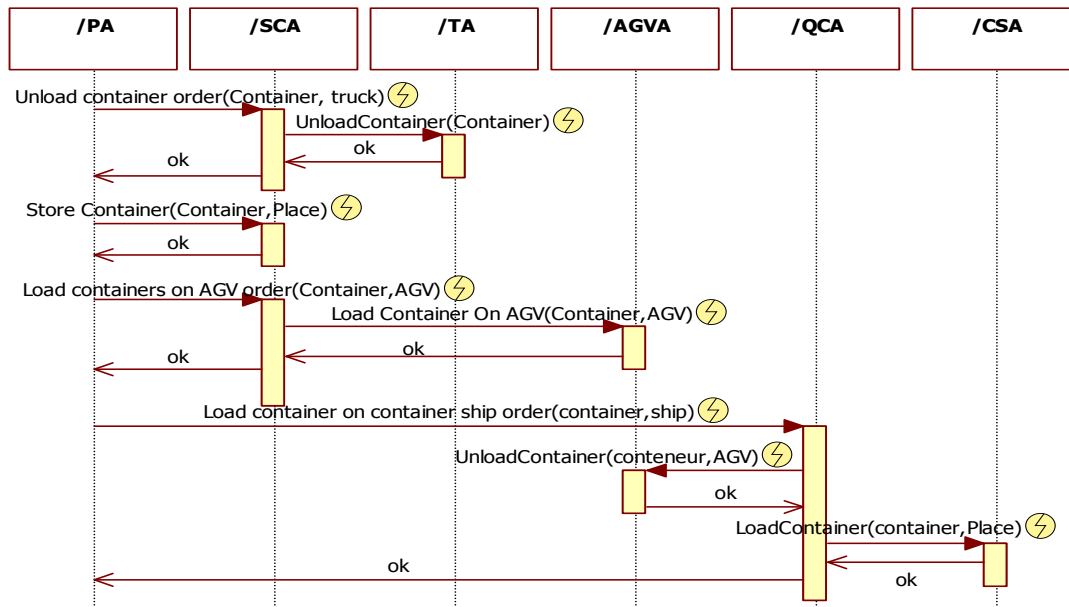 /PA /SCA /TA /AGVA /QCA /CSA
Unload container order(Container, truck)
UnloadContainer(Container)
ok
ok
Store Container(Container,Place)
ok
Load containers on AGV order(Container,AGV)
Load Container On AGV(Container,AGV)
ok
ok
Load container on container ship order(container,ship)
UnloadContainer(conteneur,AGV)
ok
LoadContainer(container,Place)
ok
ok